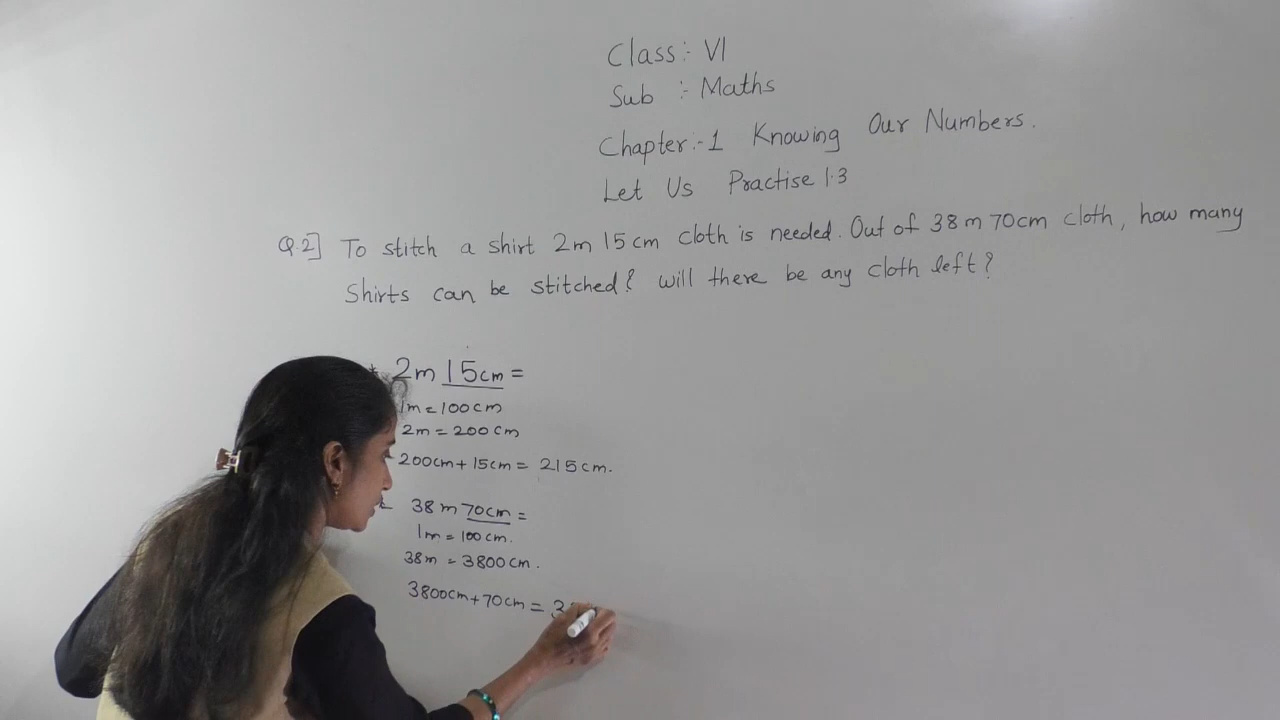 Class:- VI
Sub :- Maths
Chapter:-1 Knowing Our Numbers.
Let Us Practise 1.3
Q.2] To stitch a shirt 2m 15cm cloth is needed. Out of 38m 70cm cloth, how many
Shirts can be stitched? will there be any cloth left?
2m 15cm =
1m = 100cm
2m = 200cm
200cm + 15cm = 215cm.
38m 70cm =
1m = 100cm.
38m = 3800cm.
3800cm + 70cm =